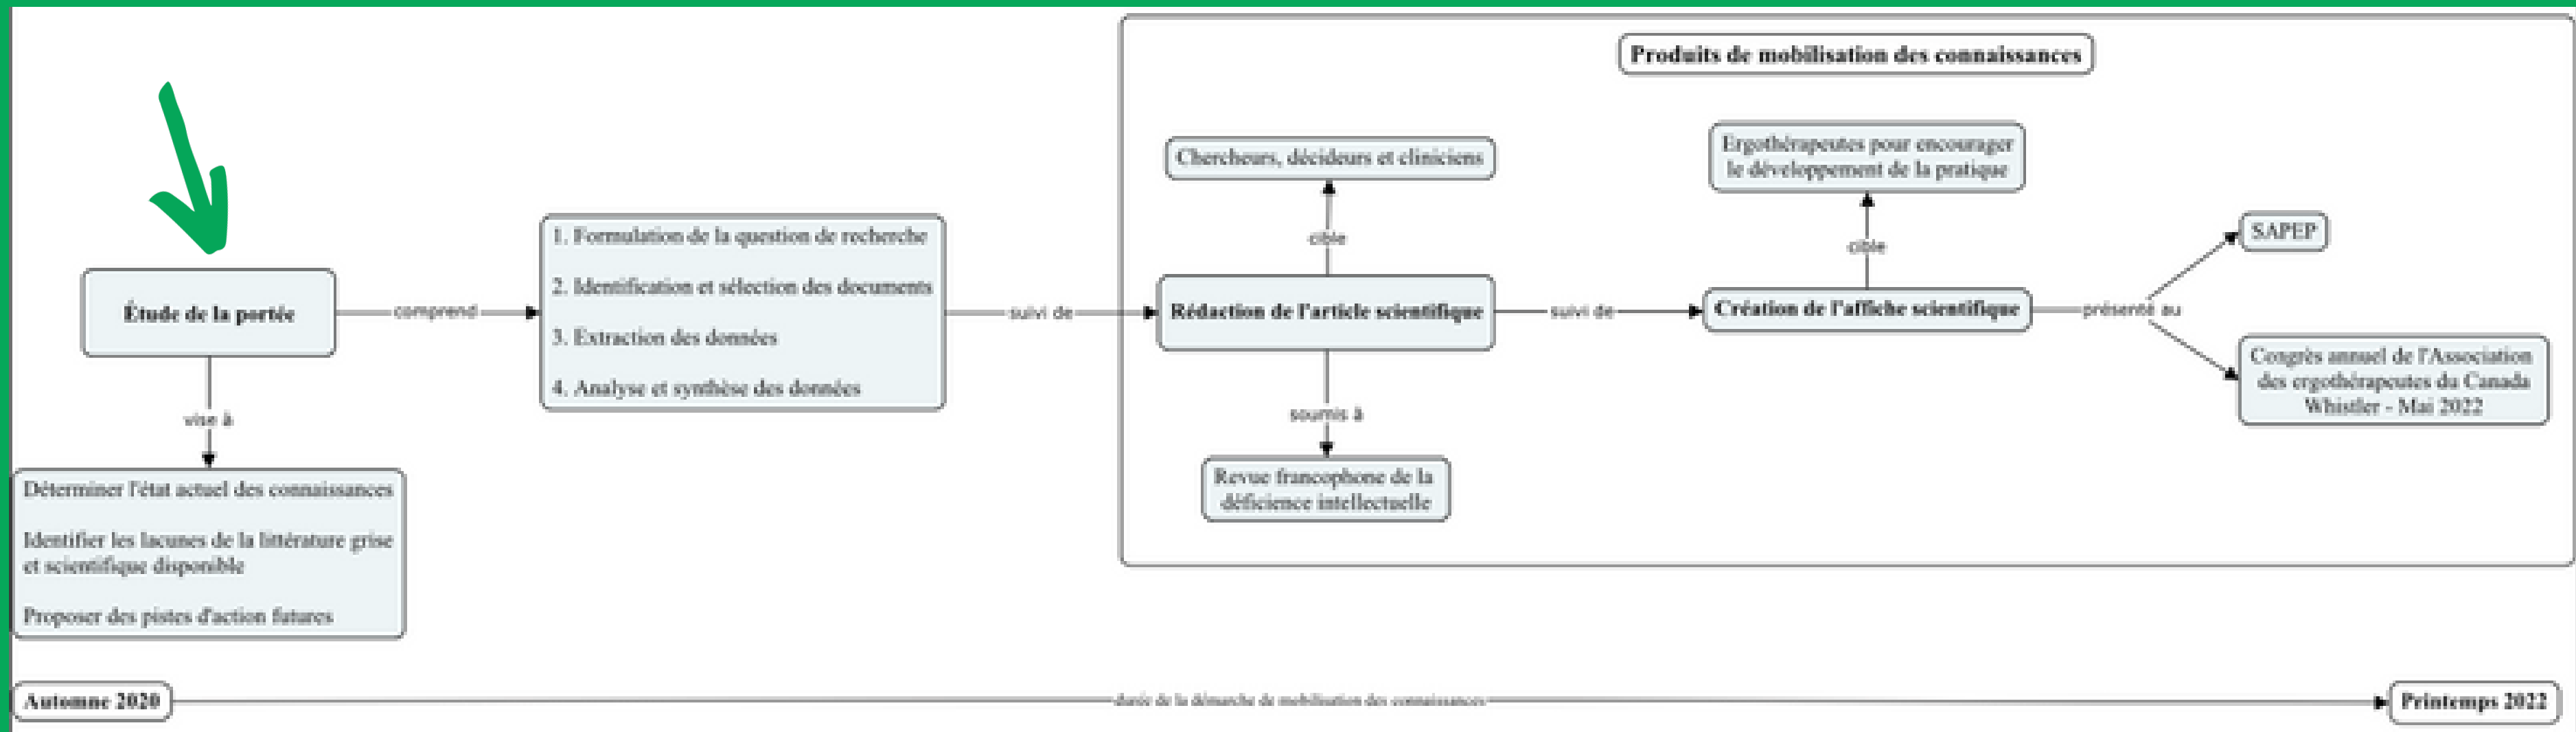 Produits de mobilisation des connaissances
Étude de la portée
comprend
1. Formulation de la question de recherche
2. Identification et sélection des documents
3. Extraction des données
4. Analyse et synthèse des données
vise à
Déterminer l'état actuel des connaissances
Identifier les lacunes de la littérature grise
et scientifique disponible
Proposer des pistes d'action futures
suivi de
Rédaction de l'article scientifique
cible
Chercheurs, décideurs et cliniciens
soumis à
Revue francophone de la
déficience intellectuelle
suivi de
Création de l'affiche scientifique
cible
Ergothérapeutes pour encourager
le développement de la pratique
présenté au
SAPEP
Congrès annuel de l'Association
des ergothérapeutes du Canada
Whistler - Mai 2022
Automne 2020
durée de la démarche de mobilisation des connaissances
Printemps 2022